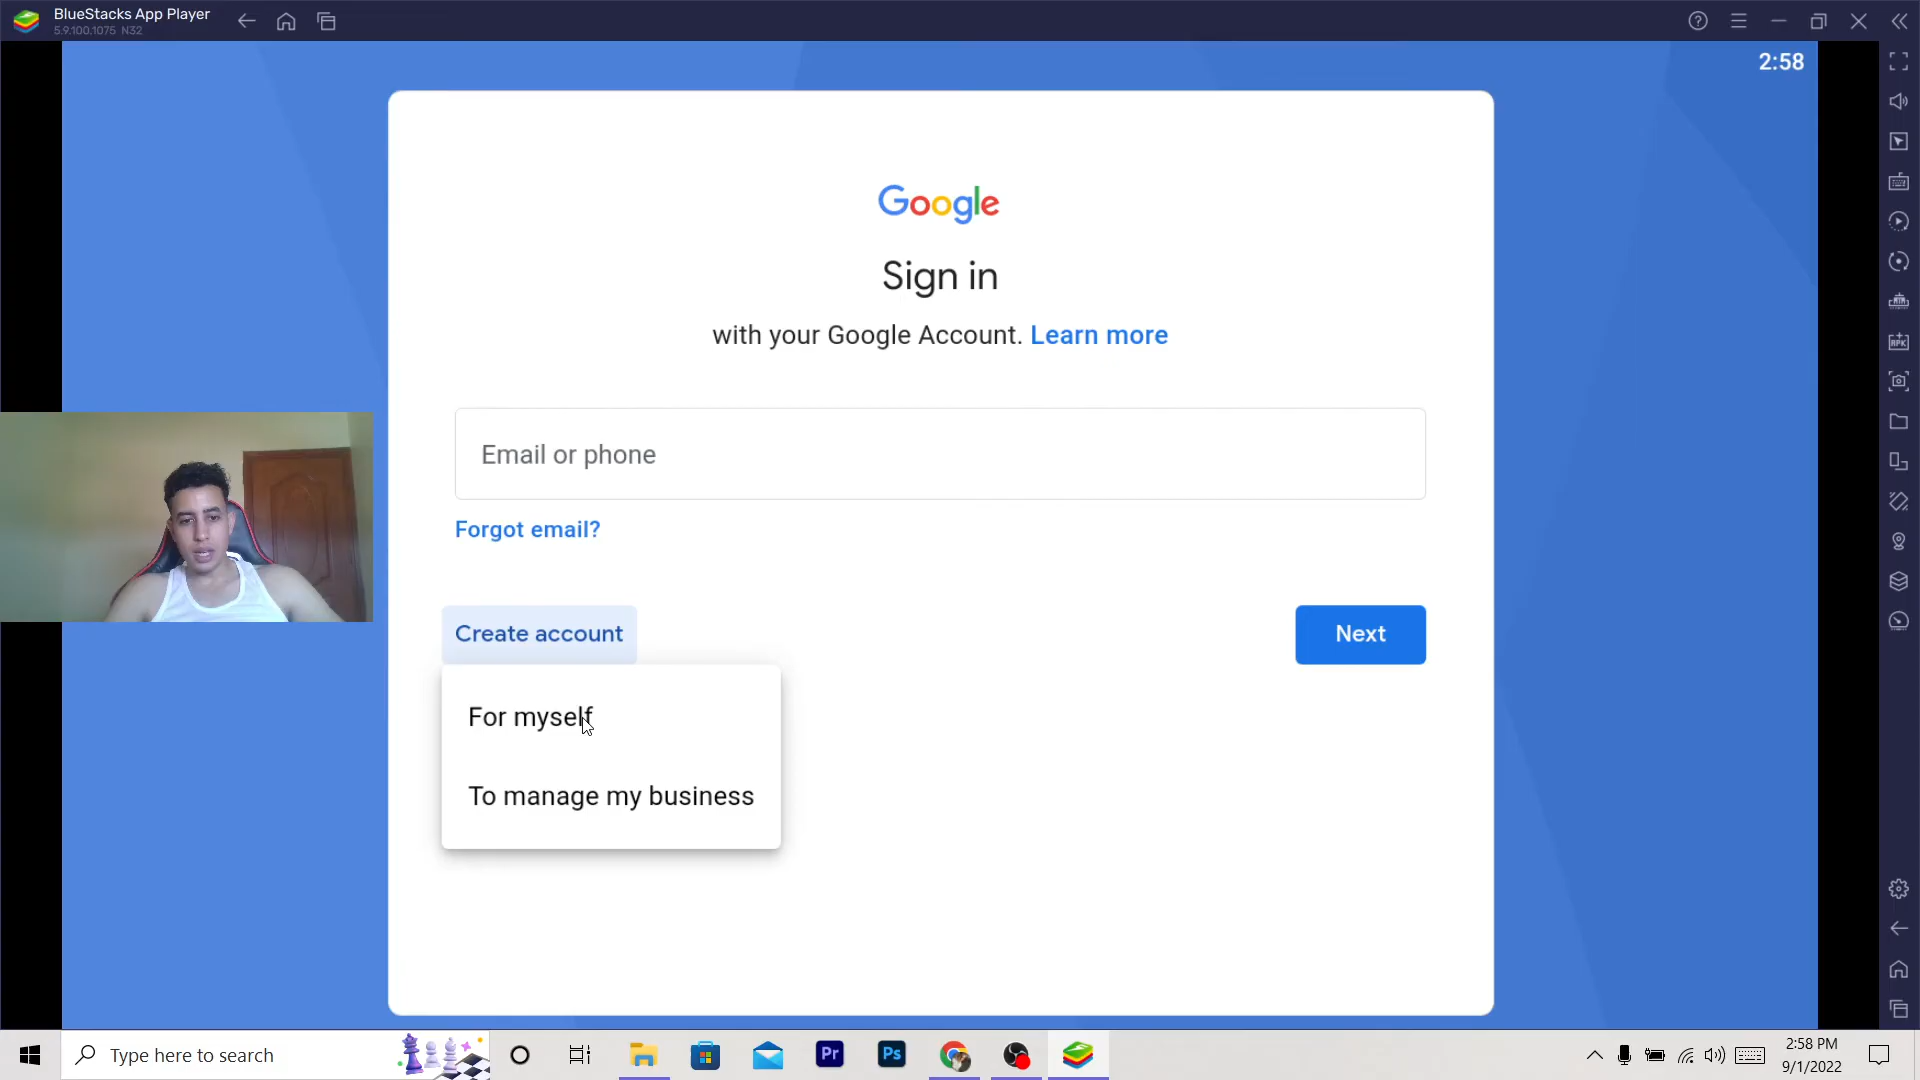 BlueStacks App Player
5.9.100.1075 N32
2:58
Google
Sign in
with your Google Account. Learn more
Email or phone
Forgot email?
Create account
Next
For myself
To manage my business
Type here to search
Pr
Ps
2:58 PM
9/1/2022